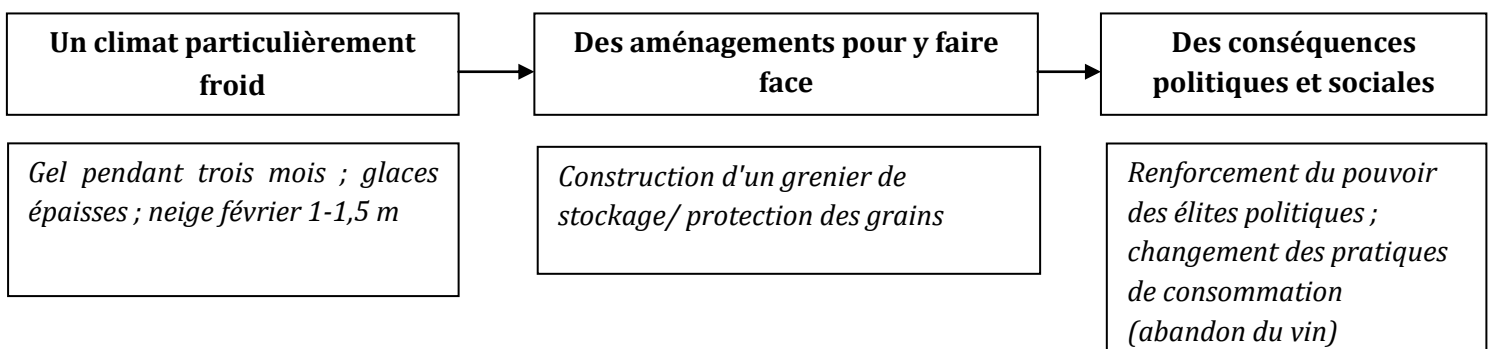 Un climat particulièrement
froid
Gel pendant trois mois ; glaces
épaisses ; neige février 1-1,5 m
Des aménagements pour y faire
face
Construction d'un grenier de
stockage/ protection des grains
Des conséquences
politiques et sociales
Renforcement du pouvoir
des élites politiques ;
changement des pratiques
de consommation
(abandon du vin)